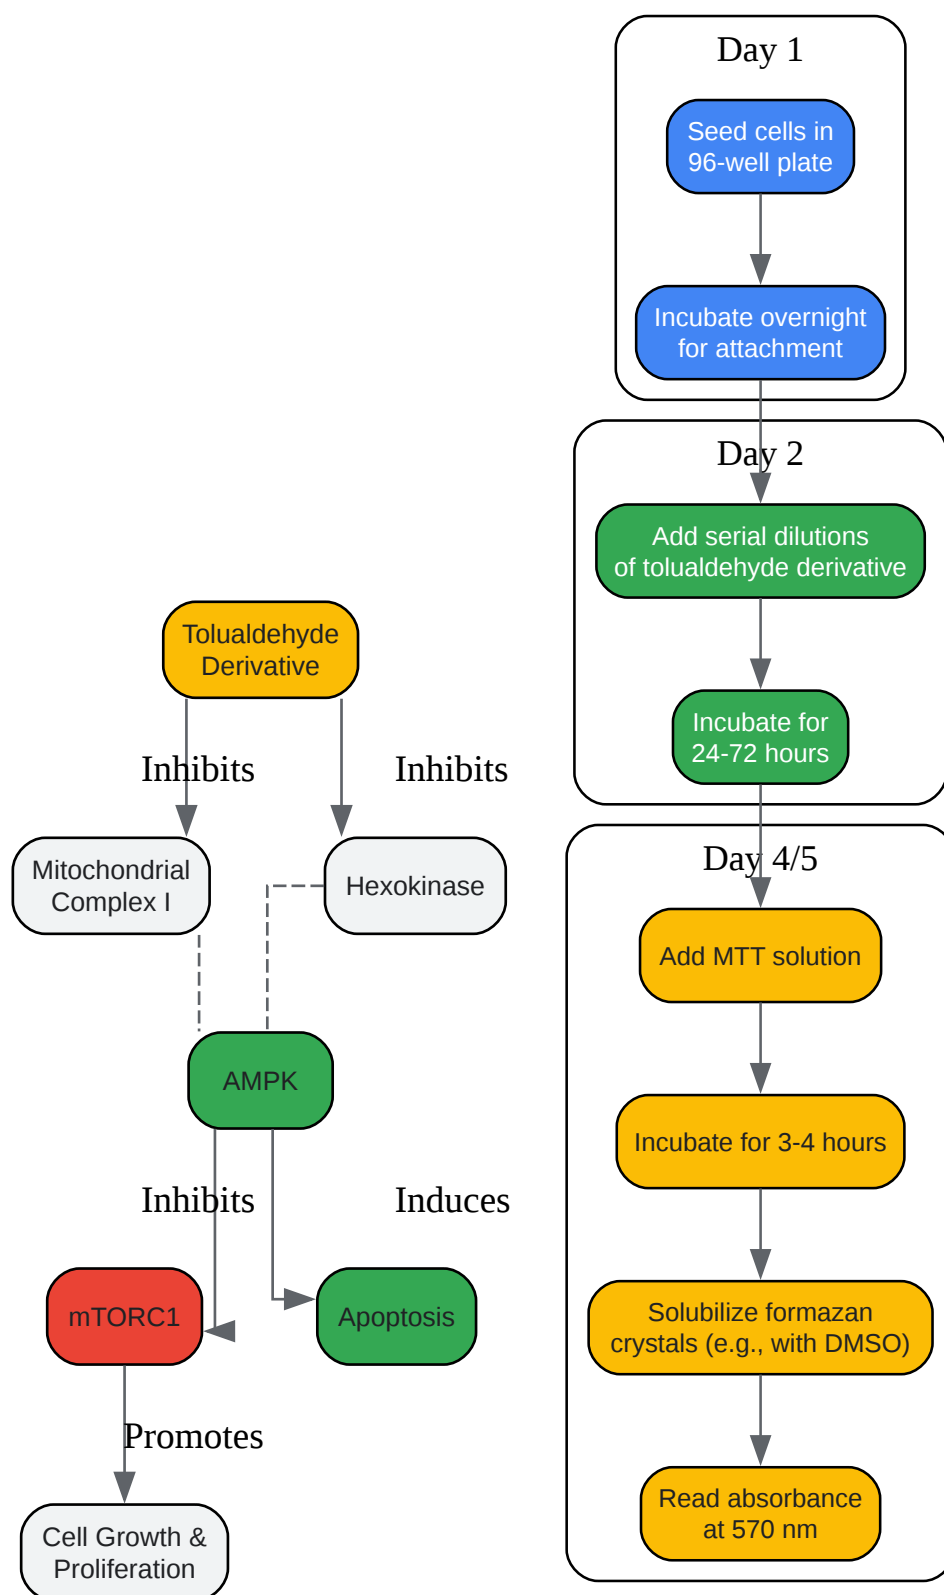 Tolualdehyde
Derivative
Inhibits
Inhibits
Mitochondrial
Complex I
Hexokinase
AMPK
Inhibits
Induces
mTORC1
Apoptosis
Promotes
Cell Growth &
Proliferation
Day 1
Seed cells in
96-well plate
Incubate overnight
for attachment
Day 2
Add serial dilutions
of tolualdehyde derivative
Incubate for
24-72 hours
Day 4/5
Add MTT solution
Incubate for 3-4 hours
Solubilize formazan
crystals (e.g., with DMSO)
Read absorbance
at 570 nm